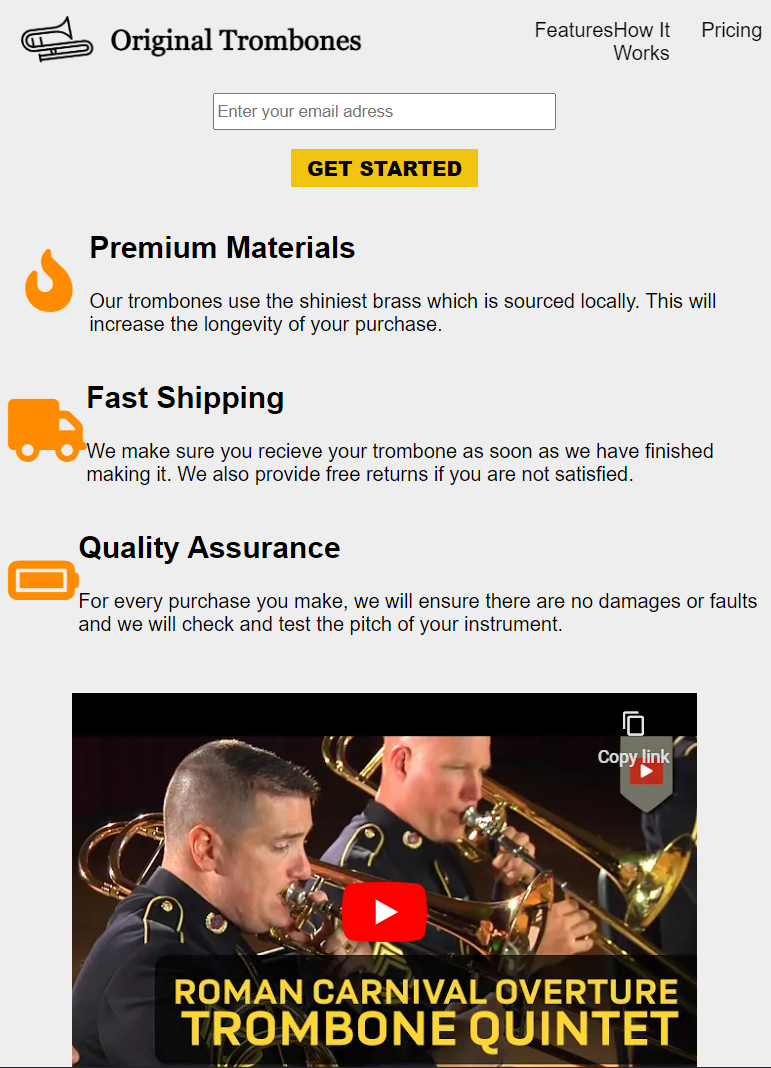 Original Trombones
FeaturesHow It
Works
Pricing
Enter your email adress
GET STARTED
Premium Materials
Our trombones use the shiniest brass which is sourced locally. This will
increase the longevity of your purchase.
Fast Shipping
We make sure you recieve your trombone as soon as we have finished
making it. We also provide free returns if you are not satisfied.
Quality Assurance
For every purchase you make, we will ensure there are no damages or faults
and we will check and test the pitch of your instrument.
Copy link
ROMAN CARNIVAL OVERTURE
TROMBONE QUINTET